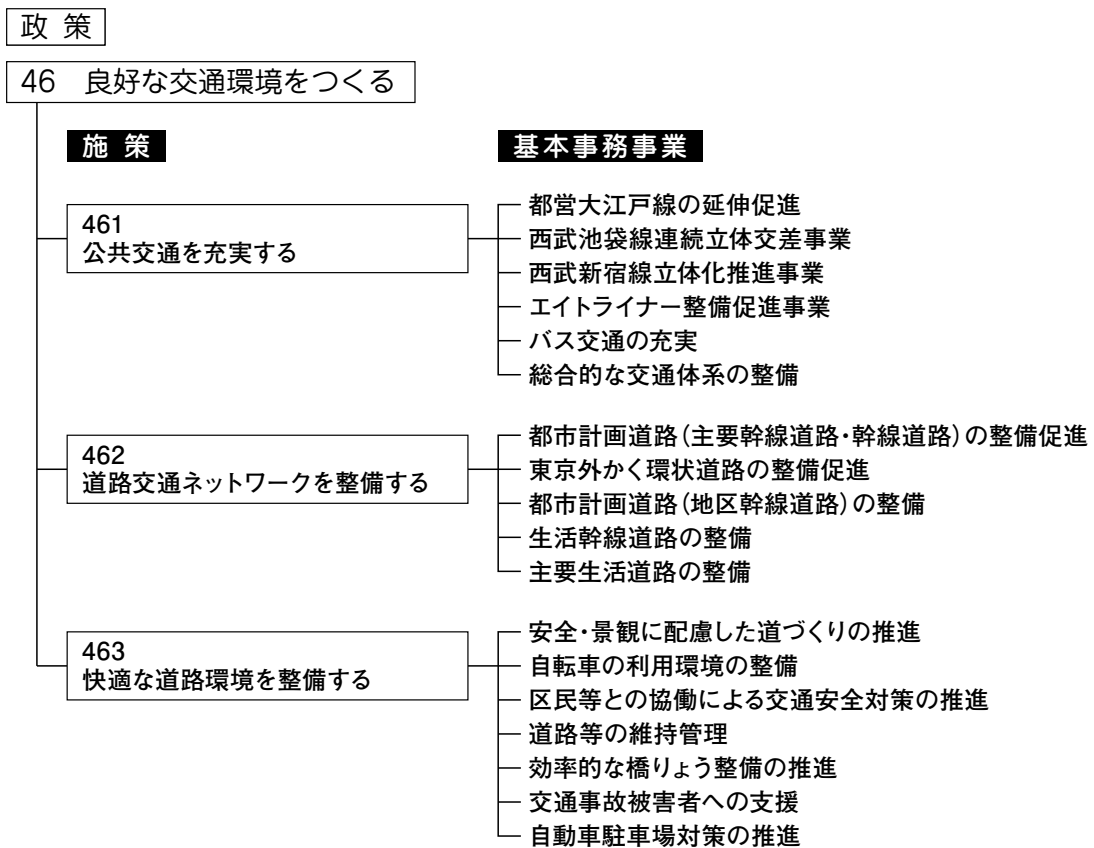 政 策
46　良好な交通環境をつくる
施 策
基本事務事業
461
公共交通を充実する
都営大江戸線の延伸促進
西武池袋線連続立体交差事業
西武新宿線立体化推進事業
エイトライナー整備促進事業
バス交通の充実
総合的な交通体系の整備
462
道路交通ネットワークを整備する
都市計画道路（主要幹線道路・幹線道路）の整備促進
東京外かく環状道路の整備促進
都市計画道路（地区幹線道路）の整備
生活幹線道路の整備
主要生活道路の整備
463
快適な道路環境を整備する
安全・景観に配慮した道づくりの推進
自転車の利用環境の整備
区民等との協働による交通安全対策の推進
道路等の維持管理
効率的な橋りょう整備の推進
交通事故被害者への支援
自動車駐車場対策の推進